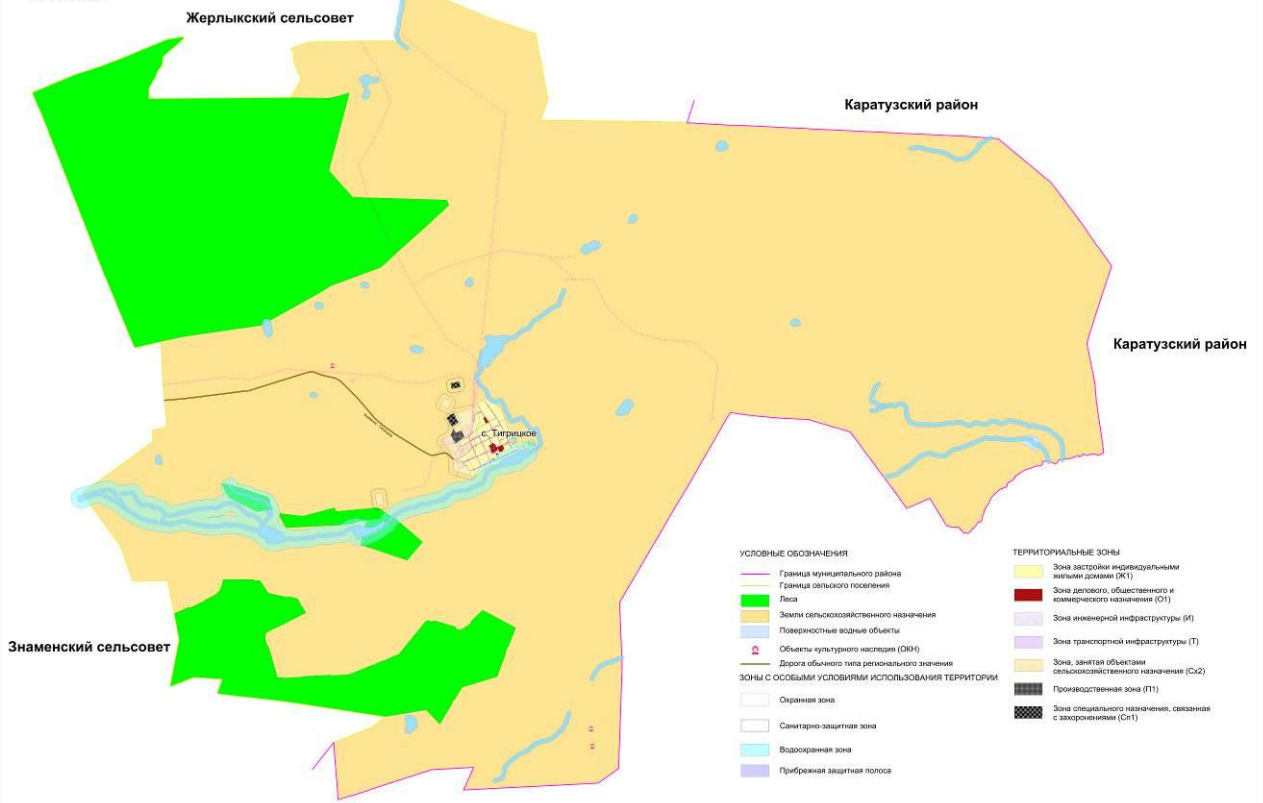 Жерлыкский сельсовет
Каратузский район
Каратузский район
с. Тигрицкое
Знаменский сельсовет
УСЛОВНЫЕ ОБОЗНАЧЕНИЯ
Граница муниципального района
Граница сельского поселения
Леса
Земли сельскохозяйственного назначения
Поверхностные водные объекты
Объекты культурного наследия (ОКН)
Дорога обычного типа регионального значения
ЗОНЫ С ОСОБЫМИ УСЛОВИЯМИ ИСПОЛЬЗОВАНИЯ ТЕРРИТОРИИ
Охранная зона
Санитарно-защитная зона
Водоохранная зона
Прибрежная защитная полоса
ТЕРРИТОРИАЛЬНЫЕ ЗОНЫ
Зона застройки индивидуальными
жилыми домами (Ж1)
Зона делового, общественного и
коммерческого назначения (О1)
Зона инженерной инфраструктуры (И)
Зона транспортной инфраструктуры (Т)
Зона, занятая объектами
сельскохозяйственного назначения (Сх2)
Производственная зона (П1)
Зона специального назначения, связанная
с захоронениями (Сп1)